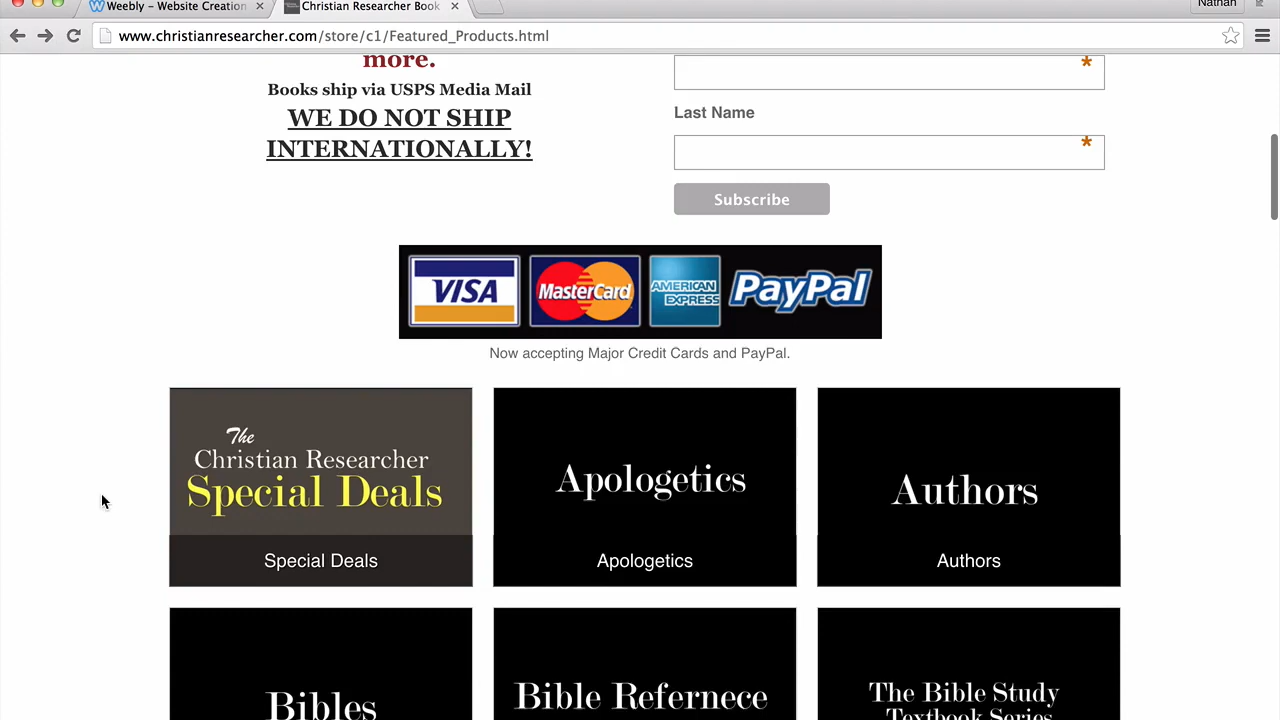 Weebly – Website Creation
Christian Researcher Book
Nathan
www.christianresearcher.com/store/c1/Featured_Products.html
more.
Books ship via USPS Media Mail
WE DO NOT SHIP
INTERNATIONALLY!
*
Last Name
*
Subscribe
VISA
MasterCard
AMERICAN
EXPRESS
PayPal
Now accepting Major Credit Cards and PayPal.
The
Christian Researcher
Special Deals
Special Deals
Apologetics
Apologetics
Authors
Authors
Bibles
Bible Refernece
The Bible Study
Textbook Series